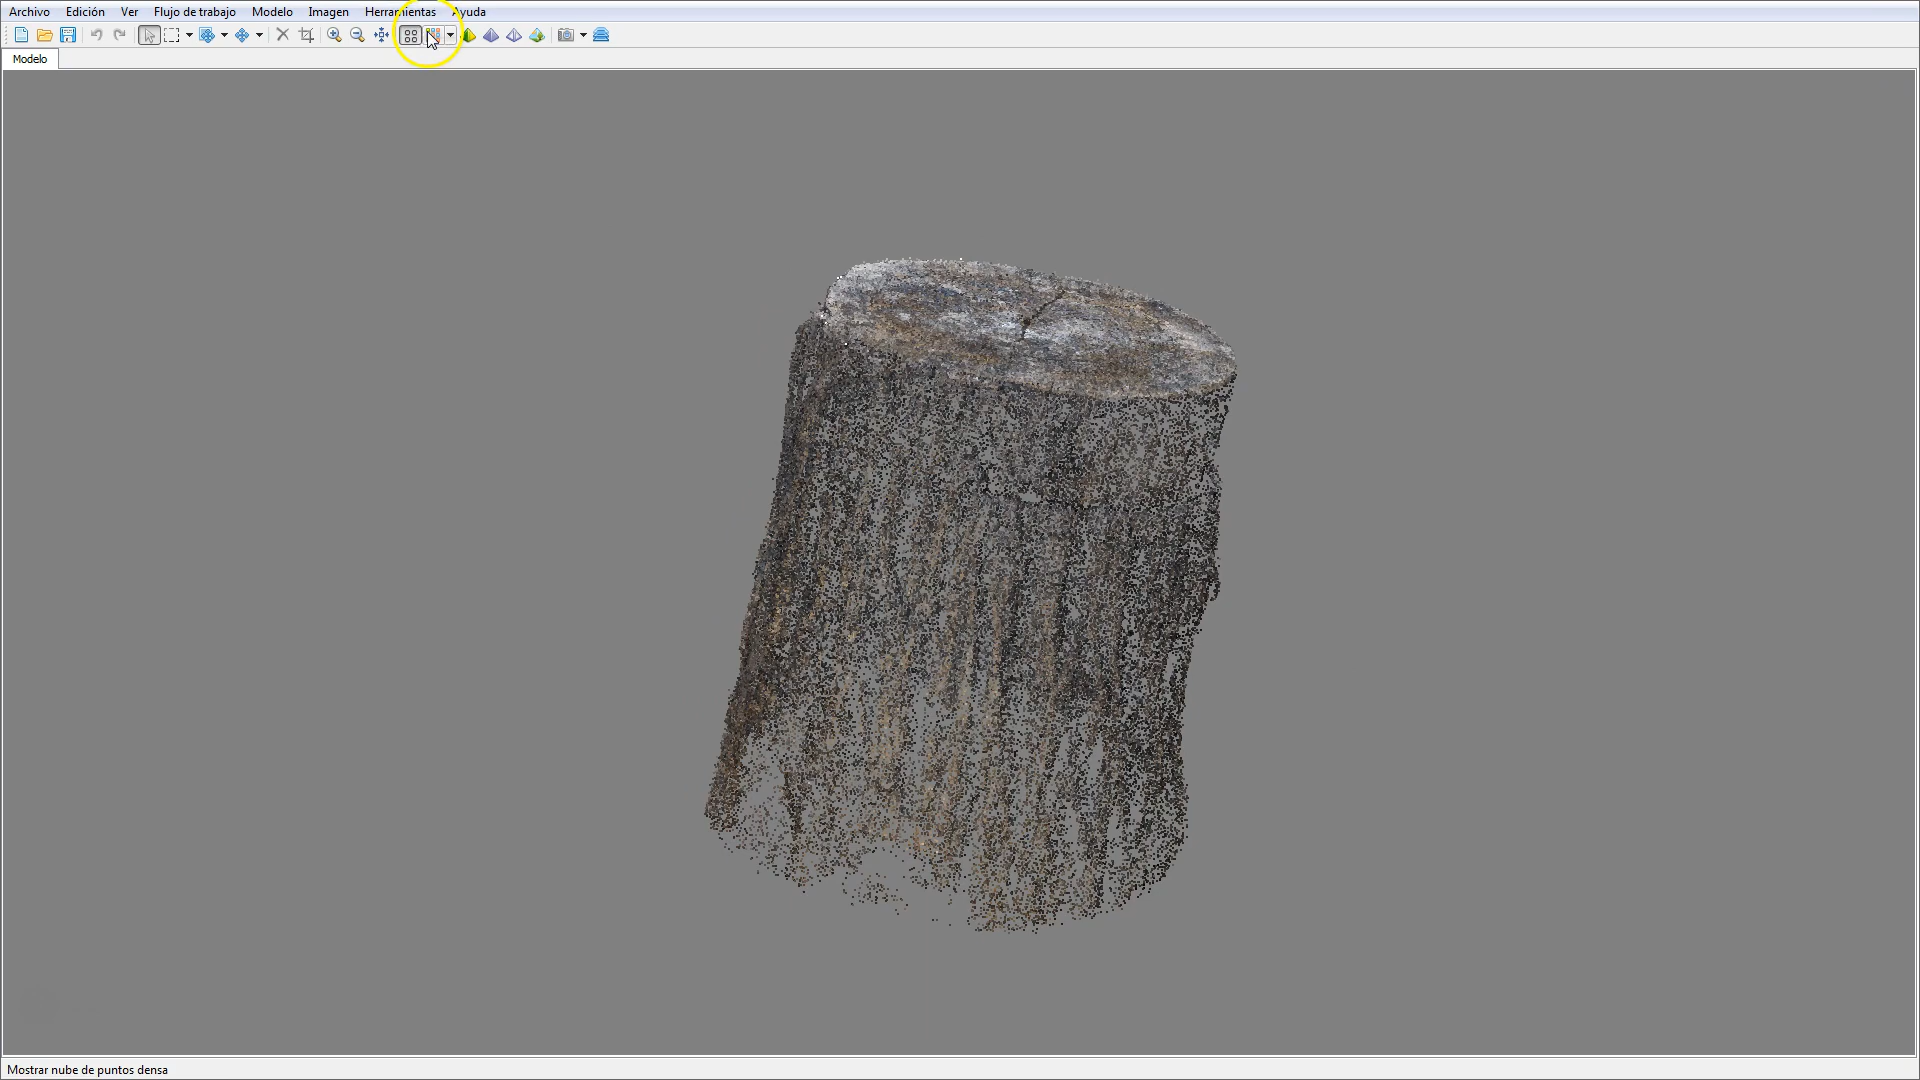 Archivo Edición Ver Flujo de trabajo Modelo Imagen Herramientas Ayuda
Modelo
Mostrar nube de puntos densa